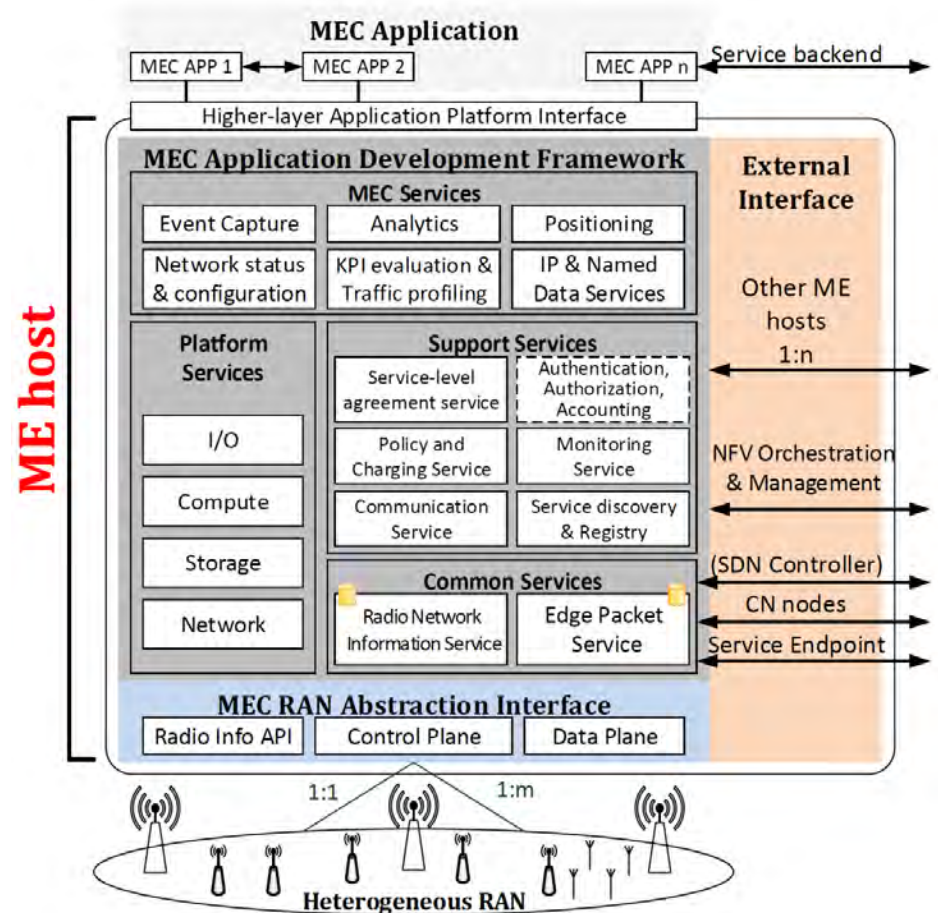 MEC Application
MEC APP 1
MEC APP 2
MEC APP n
Service backend
Higher-layer Application Platform Interface
ME host
MEC Application Development Framework
MEC Services
Event Capture
Analytics
Positioning
Network status
& configuration
KPI evaluation &
Traffic profiling
IP & Named
Data Services
Platform
Services
I/O
Compute
Storage
Network
Support Services
Service-level
agreement service
Authentication,
Authorization,
Accounting
Policy and
Charging Service
Monitoring
Service
Communication
Service
Service discovery
& Registry
Common Services
Radio Network
Information Service
Edge Packet
Service
External
Interface
Other ME
hosts
1:n
NFV Orchestration
& Management
(SDN Controller)
CN nodes
Service Endpoint
MEC RAN Abstraction Interface
Radio Info API
Control Plane
Data Plane
1:1
1:m
Heterogeneous RAN